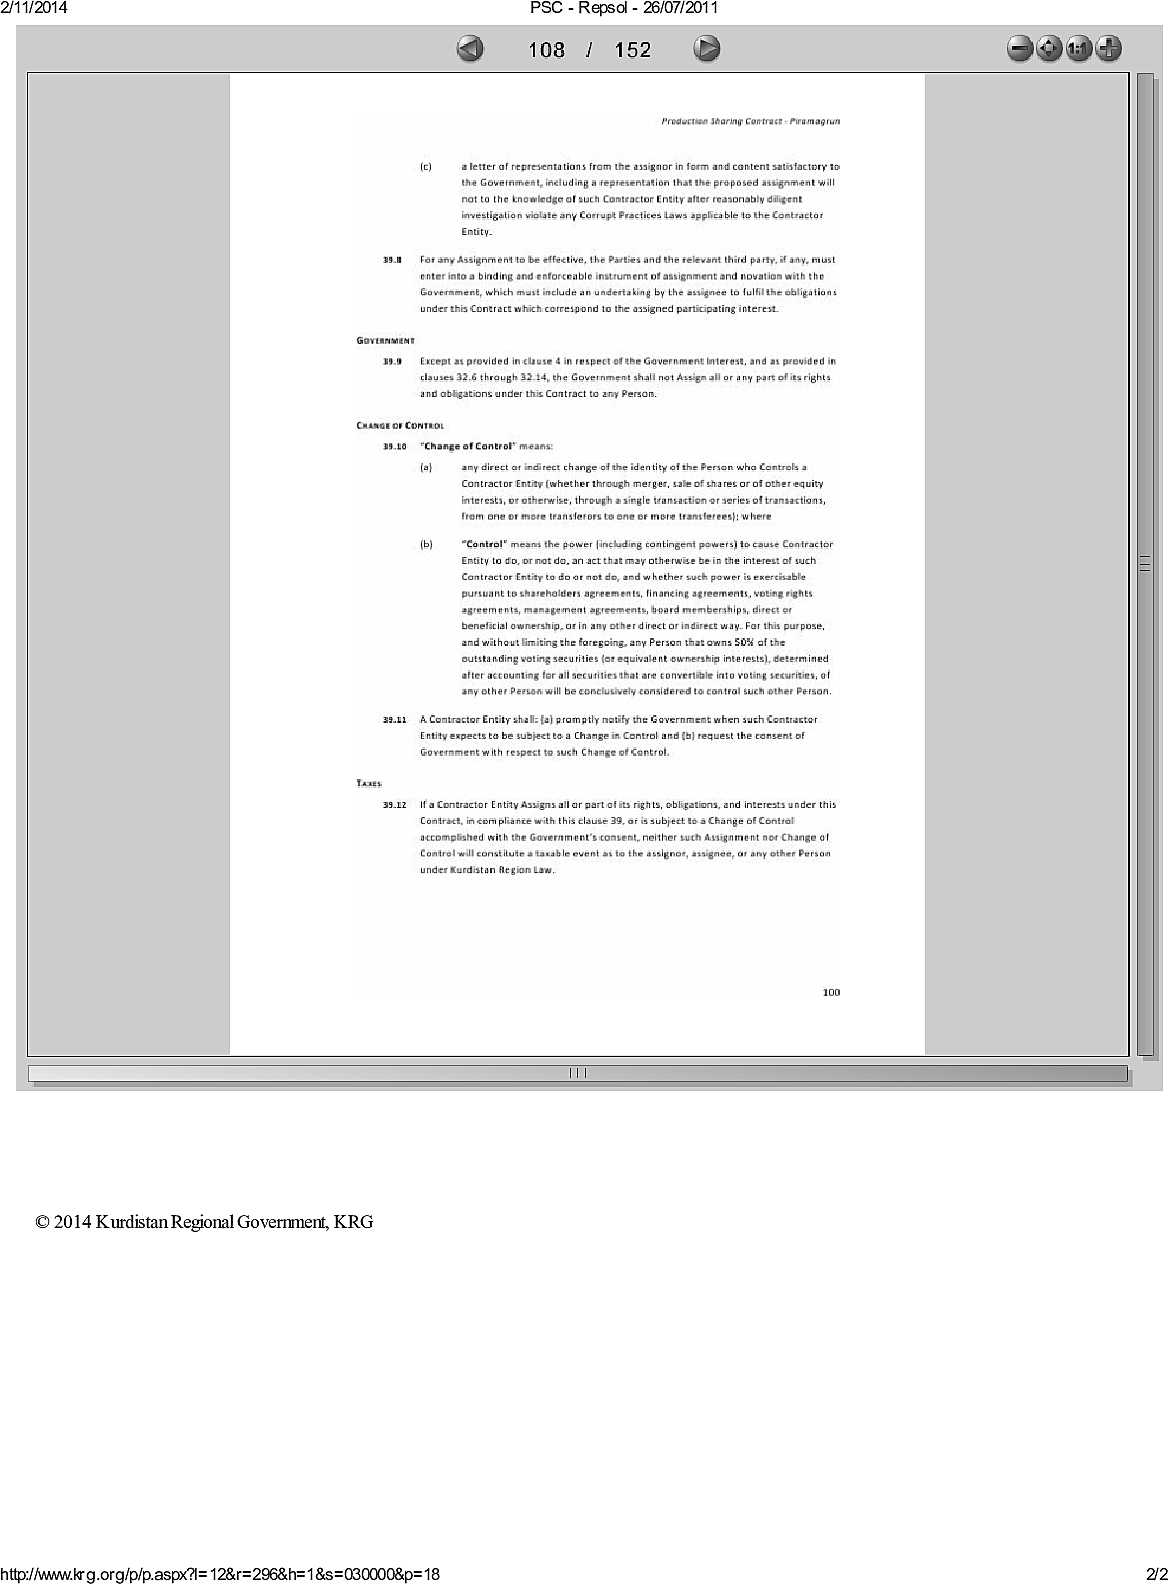 2/11/2014
PSC - Repsol - 26/07/2011
108 / 152
1:1
Production Sharing Contract - Piramagrun
(c) a letter of representations from the assignor in form and content satisfactory to
the Government, including a representation that the proposed assignment will
not to the knowledge of such Contractor Entity after reasonably diligent
investigation violate any Corrupt Practices Laws applicable to the Contractor
Entity.
39.8 For any Assignment to be effective, the Parties and the relevant third party, if any, must
enter into a binding and enforceable instrument of assignment and novation with the
Government, which must include an undertaking by the assignee to fulfil the obligations
under this Contract which correspond to the assigned participating interest.
GOVERNMENT
39.9 Except as provided in clause 4 in respect of the Government Interest, and as provided in
clauses 32.6 through 32.14, the Government shall not Assign all or any part of its rights
and obligations under this Contract to any Person.
CHANGE OF CONTROL
39.10 "Change of Control" means:
(a) any direct or indirect change of the identity of the Person who Controls a
Contractor Entity (whether through merger, sale of shares or of other equity
interests, or otherwise, through a single transaction or series of transactions,
from one or more transferors to one or more transferees); where
(b) "Control" means the power (including contingent powers) to cause Contractor
Entity to do, or not do, an act that may otherwise be in the interest of such
Contractor Entity to do or not do, and whether such power is exercisable
pursuant to shareholders agreements, financing agreements, voting rights
agreements, management agreements, board memberships, direct or
beneficial ownership, or in any other direct or indirect way. For this purpose,
and without limiting the foregoing, any Person that owns 50% of the
outstanding voting securities (or equivalent ownership interests), determined
after accounting for all securities that are convertible into voting securities, of
any other Person will be conclusively considered to control such other Person.
39.11 A Contractor Entity shall: (a) promptly notify the Government when such Contractor
Entity expects to be subject to a Change in Control and (b) request the consent of
Government with respect to such Change of Control.
TAXES
39.12 If a Contractor Entity Assigns all or part of its rights, obligations, and interests under this
Contract, in compliance with this clause 39, or is subject to a Change of Control
accomplished with the Government's consent, neither such Assignment nor Change of
Control will constitute a taxable event as to the assignor, assignee, or any other Person
under Kurdistan Region Law.
100
© 2014 Kurdistan Regional Government, KRG
http://www.krg.org/p/p.aspx?l=12&r=296&h=1&s=030000&p=18
2/2